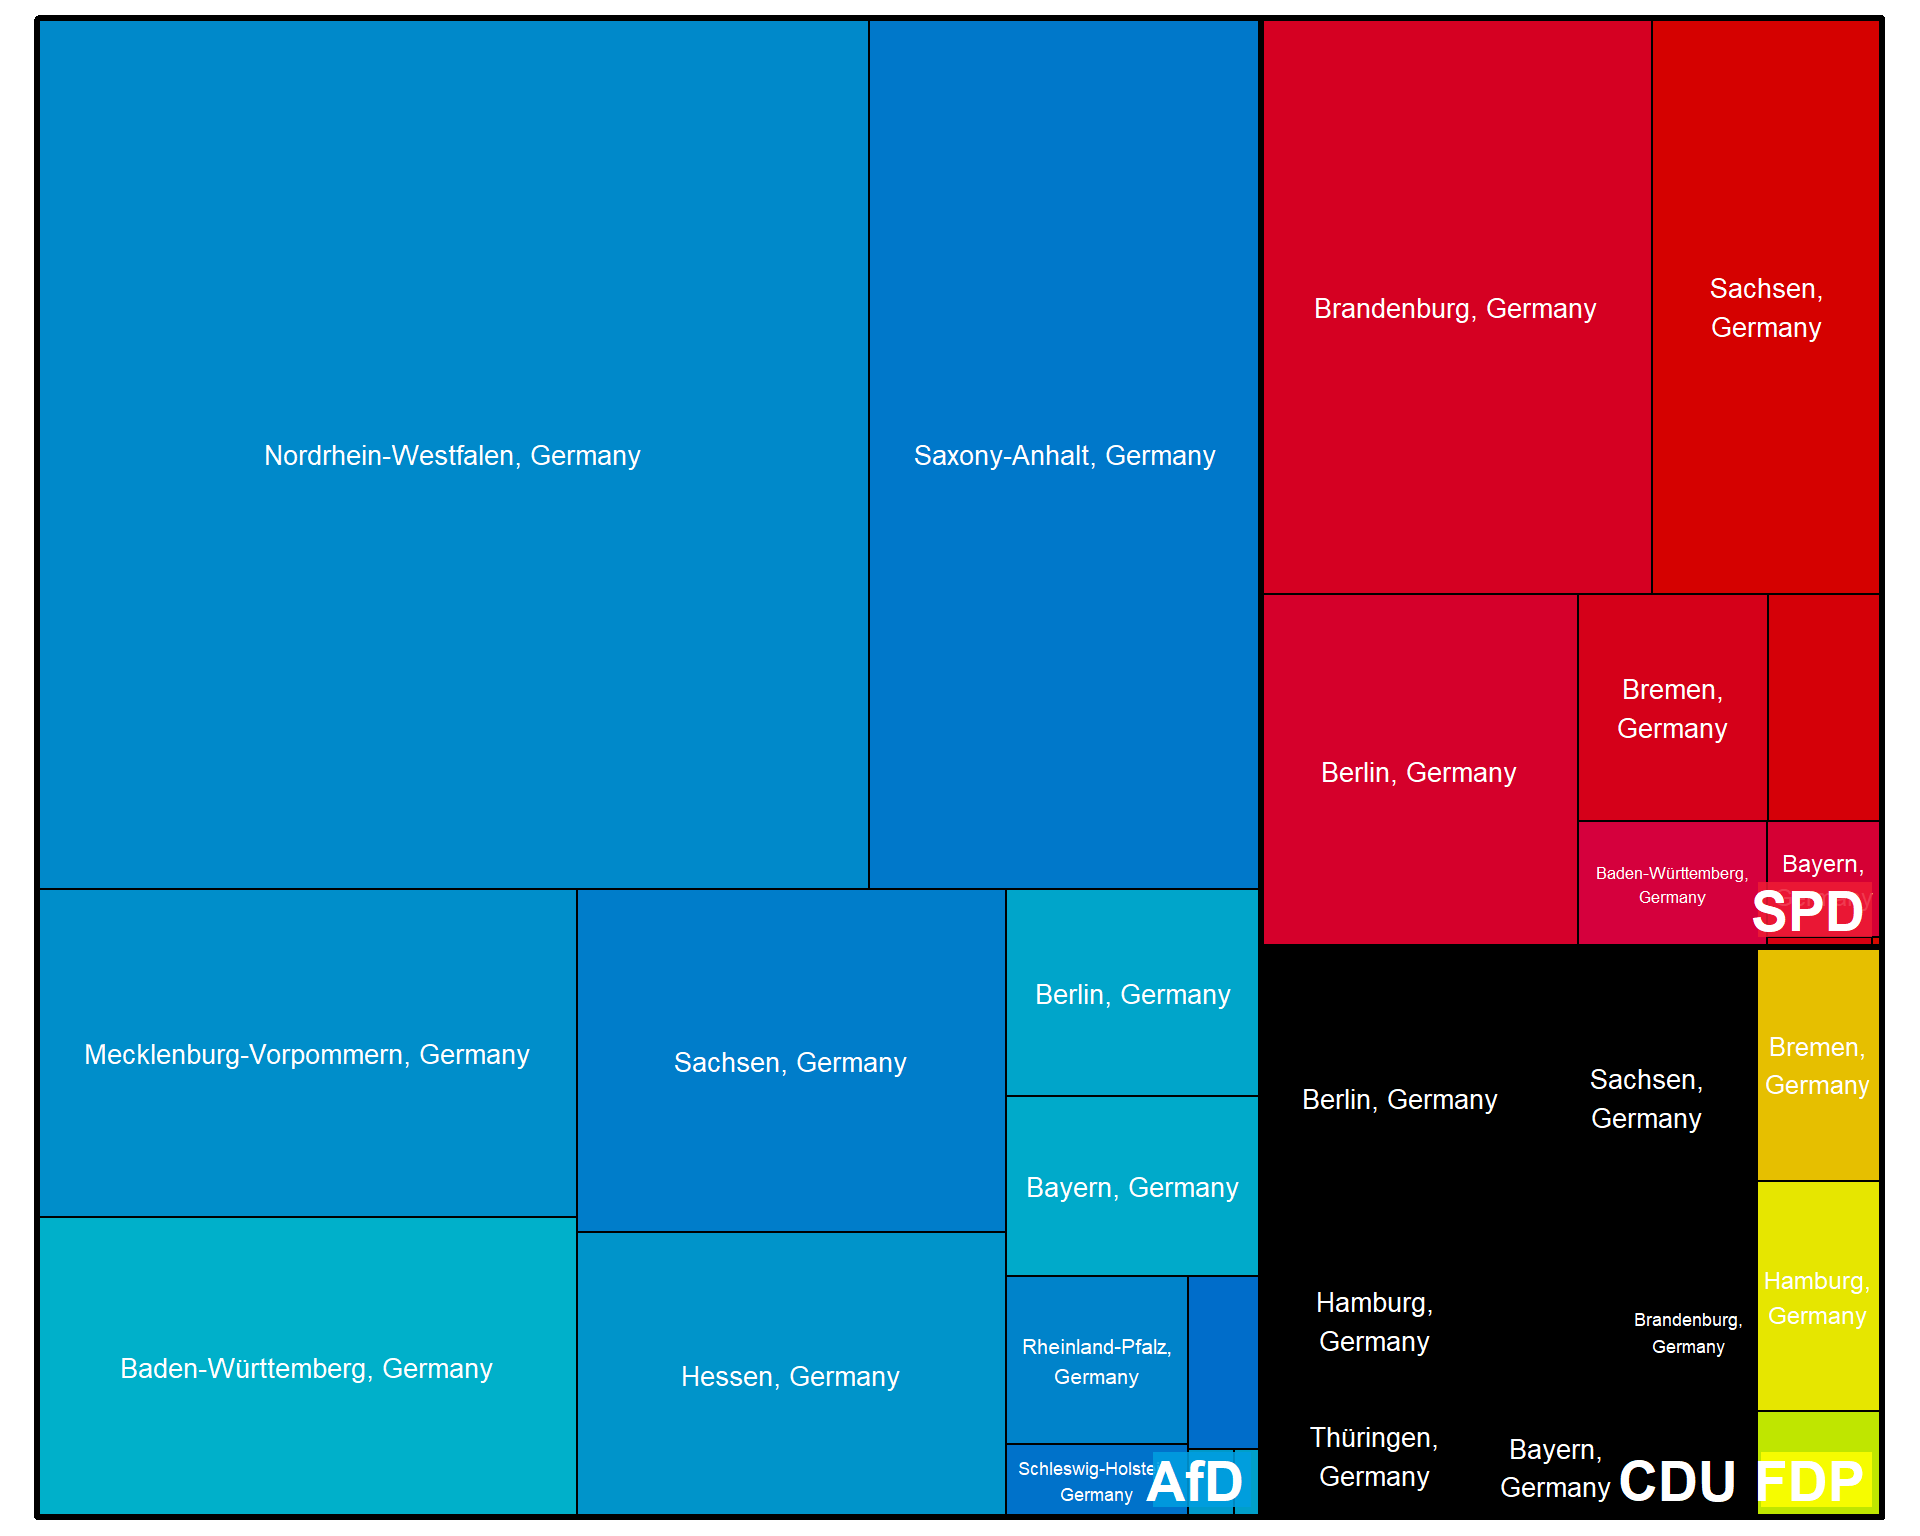 Nordrhein-Westfalen, Germany
Saxony-Anhalt, Germany
Mecklenburg-Vorpommern, Germany
Sachsen, Germany
Berlin, Germany
Bayern, Germany
Baden-Württemberg, Germany
Hessen, Germany
Rheinland-Pfalz,
Germany
Germany
AfD
Brandenburg, Germany
Sachsen,
Germany
Berlin, Germany
Bremen,
Germany
Baden-Württemberg,
Germany
Bayern,
Germany
SPD
Berlin, Germany
Sachsen,
Germany
Hamburg,
Germany
Brandenburg,
Germany
Thüringen,
Germany
Bayern,
Germany
CDU
Bremen,
Germany
Hamburg,
Germany
FDP